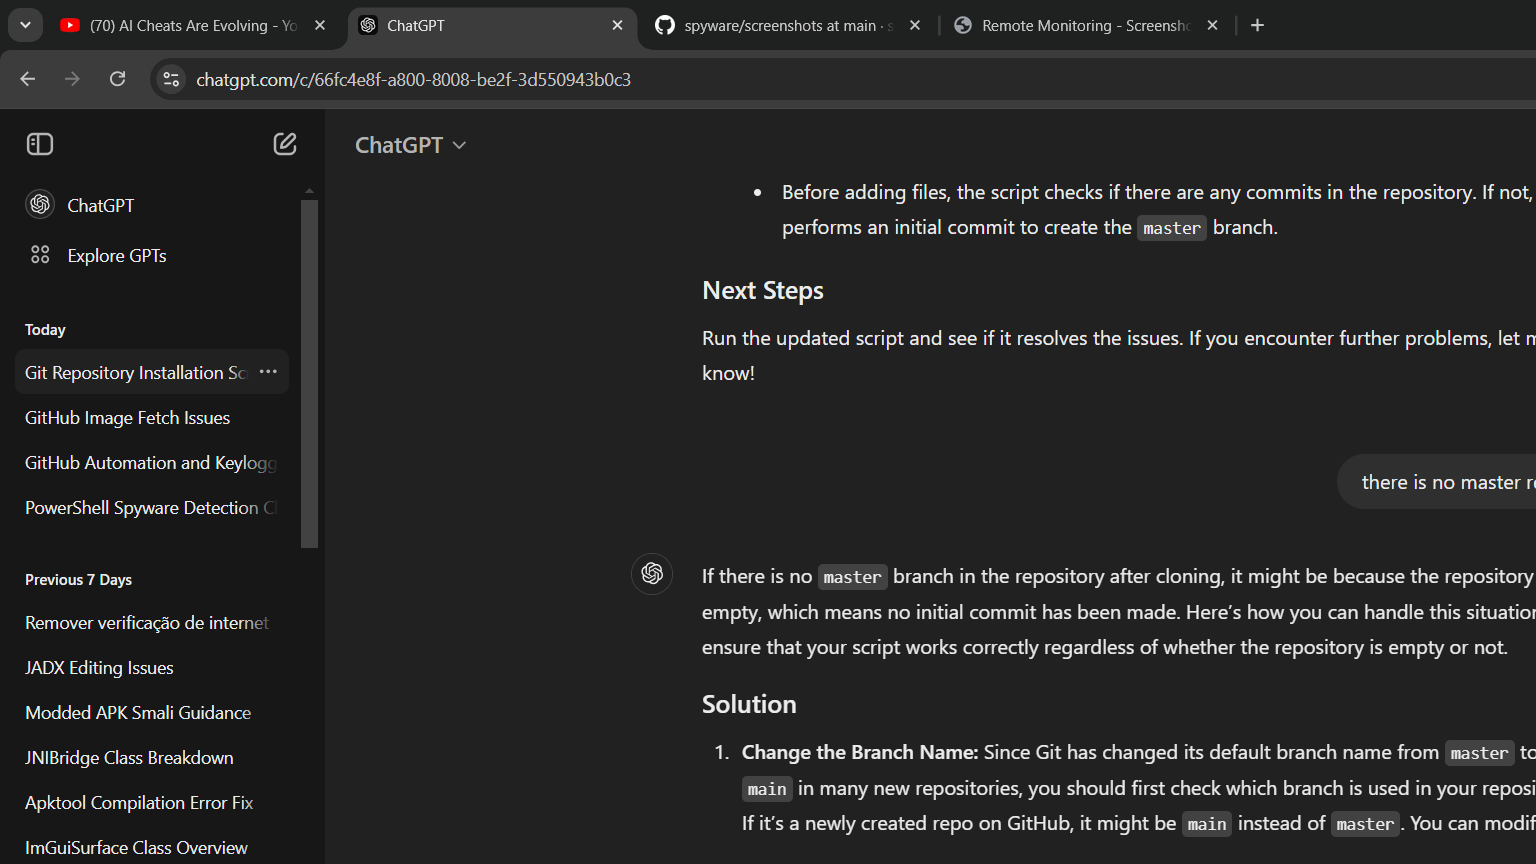 (70) AI Cheats Are Evolving - Yo
ChatGPT
spyware/screenshots at main · s
Remote Monitoring - Screensho
chatgpt.com/c/66fc4e8f-a800-8008-be2f-3d550943b0c3
ChatGPT
ChatGPT
Explore GPTs
Today
Git Repository Installation Sc
GitHub Image Fetch Issues
GitHub Automation and Keylogg
PowerShell Spyware Detection C
Previous 7 Days
Remover verificação de internet
JADX Editing Issues
Modded APK Smali Guidance
JNIBridge Class Breakdown
Apktool Compilation Error Fix
ImGuiSurface Class Overview
• Before adding files, the script checks if there are any commits in the repository. If not,
performs an initial commit to create the master branch.
Next Steps
Run the updated script and see if it resolves the issues. If you encounter further problems, let m
know!
there is no master re
If there is no master branch in the repository after cloning, it might be because the repository
empty, which means no initial commit has been made. Here's how you can handle this situation
ensure that your script works correctly regardless of whether the repository is empty or not.
Solution
1. Change the Branch Name: Since Git has changed its default branch name from master to
main in many new repositories, you should first check which branch is used in your reposi
If it's a newly created repo on GitHub, it might be main instead of master. You can modif